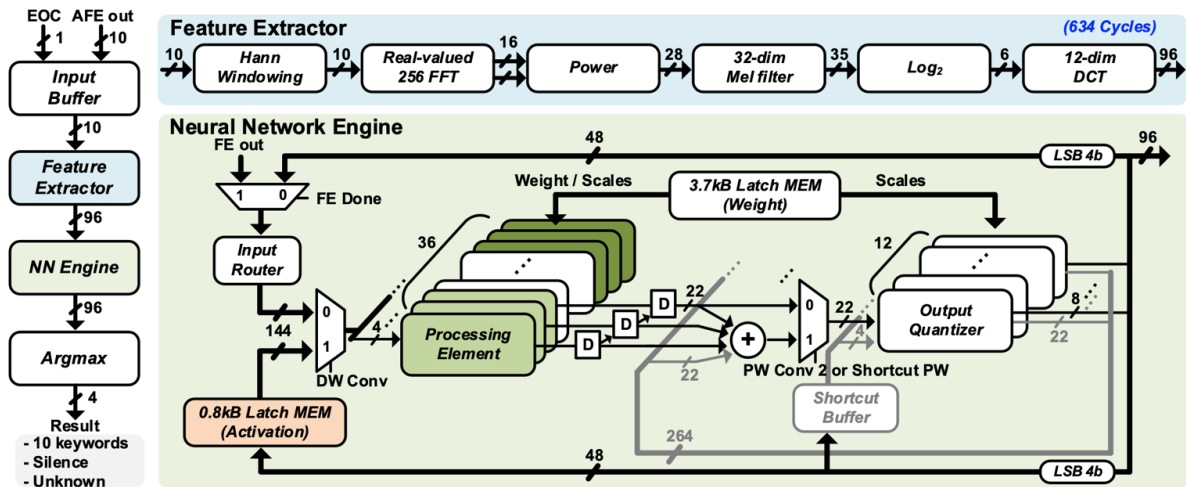 EOC AFE out
1 10
Input
Buffer
10
Feature
Extractor
96
NN Engine
96
Argmax
4
Result
- 10 keywords
- Silence
- Unknown
Feature Extractor
(634 Cycles)
10
Hann
Windowing
10
Real-valued
256 FFT
16
Power
28
32-dim
Mel filter
35
Log₂
6
12-dim
DCT
96
Neural Network Engine
FE out
48
LSB 4b
96
1 0
FE Done
Weight / Scales
3.7kB Latch MEM
(Weight)
Scales
Input
Router
144
144
0
1
DW Conv
4
36
...
Processing
Element
D
D
D
22
22
+
...
0
1
22
PW Conv 2 or Shortcut PW
4
12
...
Output
Quantizer
8
22
0.8kB Latch MEM
(Activation)
Shortcut
Buffer
264
48
LSB 4b